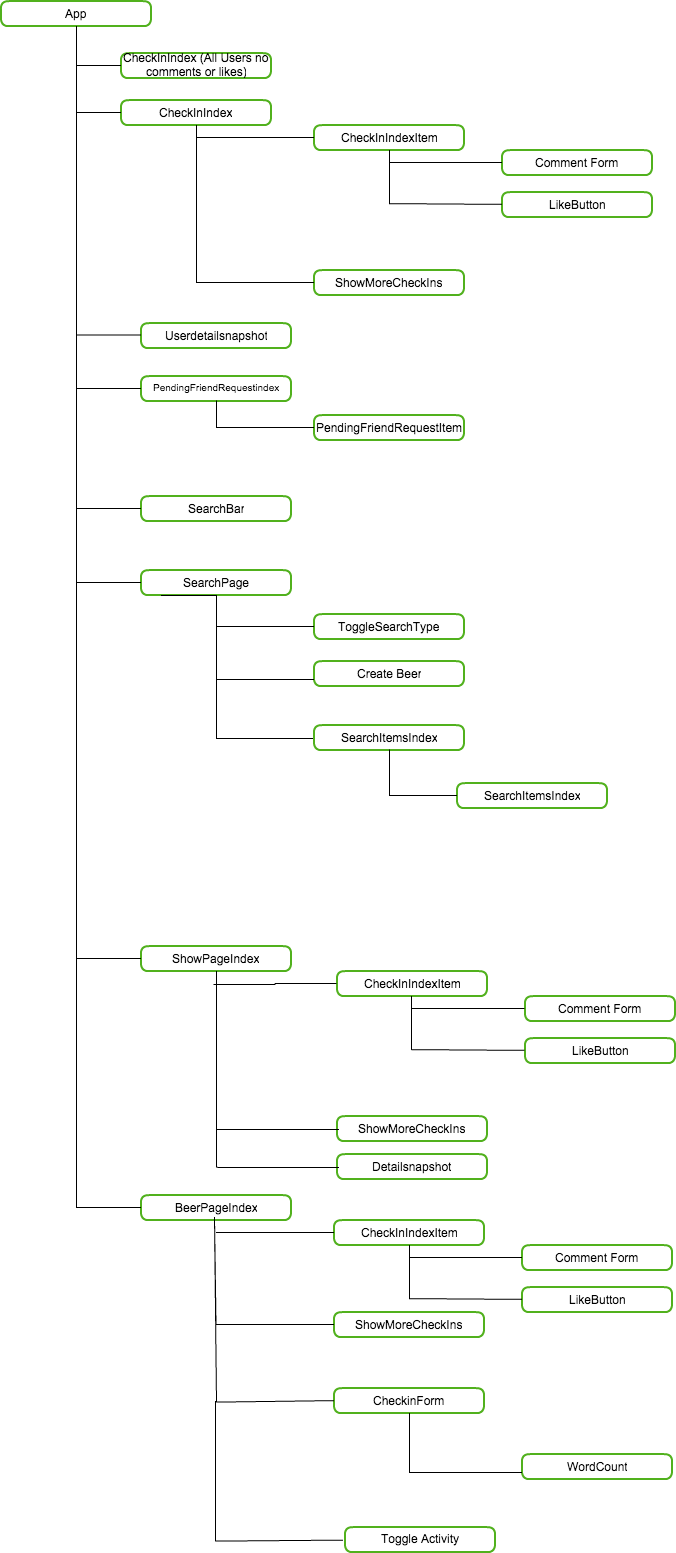 App
CheckInIndex (All Users no
comments or likes)
CheckInIndex
CheckInIndexItem
Comment Form
LikeButton
ShowMoreCheckIns
Userdetailsnapshot
PendingFriendRequestindex
PendingFriendRequestItem
SearchBar
SearchPage
ToggleSearchType
Create Beer
SearchItemsIndex
SearchItemsIndex
ShowPageIndex
CheckInIndexItem
Comment Form
LikeButton
ShowMoreCheckIns
Detailsnapshot
BeerPageIndex
CheckInIndexItem
Comment Form
LikeButton
ShowMoreCheckIns
CheckinForm
WordCount
Toggle Activity